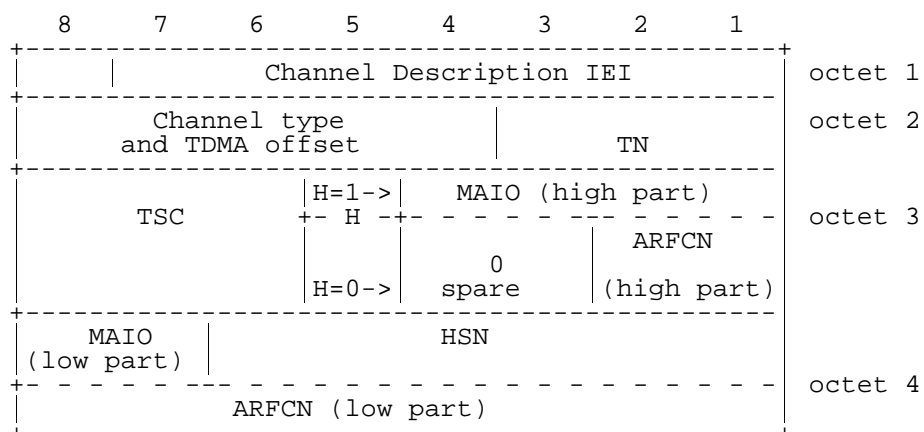 8 7 6 5 4 3 2 1
Channel Description IEI octet 1
Channel type octet 2
and TDMA offset TN
H=1-> MAIO (high part)
TSC H octet 3
ARFCN
0
H=0-> spare (high part)
MAIO HSN
(low part)
octet 4
ARFCN (low part)